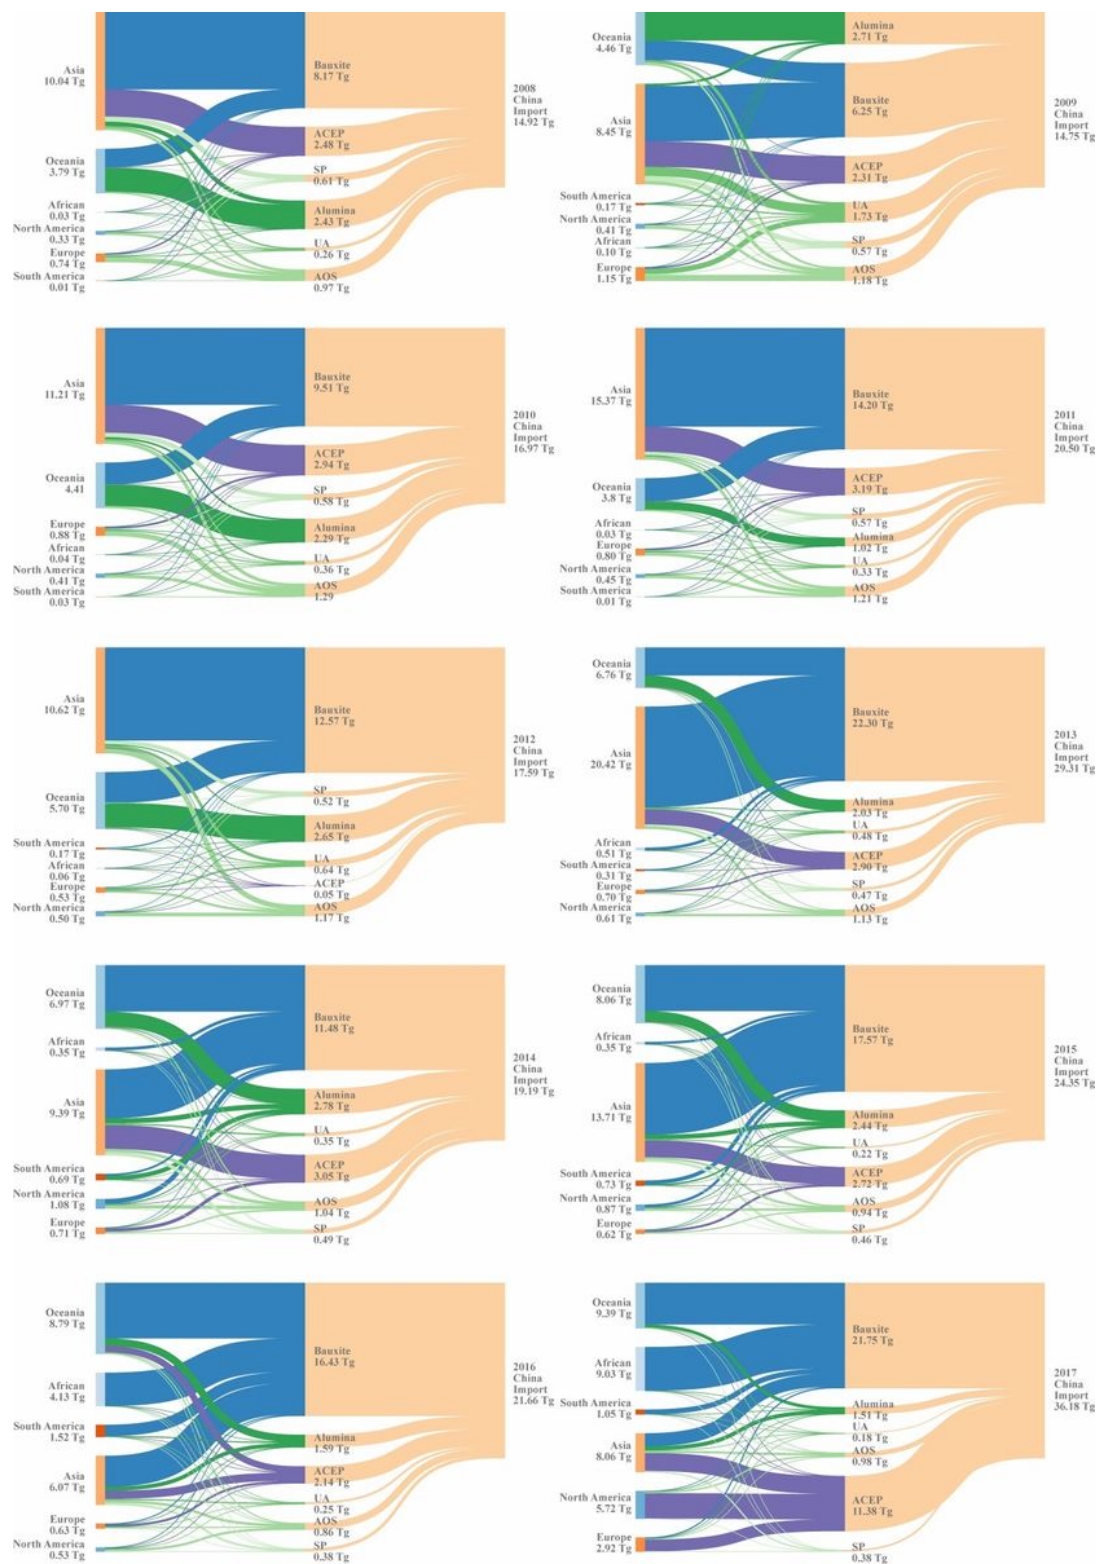 Asia
10.04 Tg
Oceania
3.79 Tg
African
0.03 Tg
North America
0.33 Tg
Europe
0.74 Tg
South America
0.01 Tg
Bauxite
8.17 Tg
ACEP
2.48 Tg
SP
0.61 Tg
Alumina
2.43 Tg
UA
0.26 Tg
AOS
0.97 Tg
2008
China
Import
14.92 Tg
Oceania
4.46 Tg
Asia
8.45 Tg
South America
0.17 Tg
North America
0.41 Tg
African
0.10 Tg
Europe
1.15 Tg
Alumina
2.71 Tg
Bauxite
6.25 Tg
ACEP
2.31 Tg
UA
1.73 Tg
SP
0.57 Tg
AOS
1.18 Tg
2009
China
Import
14.75 Tg
Asia
11.21 Tg
Oceania
4.41
Europe
0.88 Tg
African
0.04 Tg
North America
0.41 Tg
South America
0.03 Tg
Bauxite
9.51 Tg
ACEP
2.94 Tg
SP
0.58 Tg
Alumina
2.29 Tg
UA
0.36 Tg
AOS
1.29
2010
China
Import
16.97 Tg
Asia
15.37 Tg
Oceania
3.8 Tg
African
0.03 Tg
Europe
0.80 Tg
North America
0.45 Tg
South America
0.01 Tg
Bauxite
14.20 Tg
ACEP
3.19 Tg
SP
0.57 Tg
Alumina
1.02 Tg
UA
0.33 Tg
AOS
1.21 Tg
2011
China
Import
20.50 Tg
Asia
10.62 Tg
Oceania
5.70 Tg
South America
0.17 Tg
African
0.06 Tg
Europe
0.53 Tg
North America
0.50 Tg
Bauxite
12.57 Tg
SP
0.52 Tg
Alumina
2.65 Tg
UA
0.64 Tg
ACEP
0.05 Tg
AOS
1.17 Tg
2012
China
Import
17.59 Tg
Oceania
6.76 Tg
Asia
20.42 Tg
African
0.51 Tg
South America
0.31 Tg
Europe
0.70 Tg
North America
0.61 Tg
Bauxite
22.30 Tg
Alumina
2.03 Tg
UA
0.48 Tg
ACEP
2.90 Tg
SP
0.47 Tg
AOS
1.13 Tg
2013
China
Import
29.31 Tg
Oceania
6.97 Tg
African
0.35 Tg
Asia
9.39 Tg
South America
0.69 Tg
North America
1.08 Tg
Europe
0.71 Tg
Bauxite
11.48 Tg
Alumina
2.78 Tg
UA
0.35 Tg
ACEP
3.05 Tg
AOS
1.04 Tg
SP
0.49 Tg
2014
China
Import
19.19 Tg
Oceania
8.06 Tg
African
0.35 Tg
Asia
13.71 Tg
South America
0.73 Tg
North America
0.87 Tg
Europe
0.62 Tg
Bauxite
17.57 Tg
Alumina
2.44 Tg
UA
0.22 Tg
ACEP
2.72 Tg
AOS
0.94 Tg
SP
0.46 Tg
2015
China
Import
24.35 Tg
Oceania
8.79 Tg
African
4.13 Tg
South America
1.52 Tg
Asia
6.07 Tg
Europe
0.63 Tg
North America
0.53 Tg
Bauxite
16.43 Tg
Alumina
1.59 Tg
ACEP
2.14 Tg
UA
0.25 Tg
AOS
0.86 Tg
SP
0.38 Tg
2016
China
Import
21.66 Tg
Oceania
9.39 Tg
African
9.03 Tg
South America
1.05 Tg
Asia
8.06 Tg
North America
5.72 Tg
Europe
2.92 Tg
Bauxite
21.75 Tg
Alumina
1.51 Tg
UA
0.18 Tg
AOS
0.98 Tg
ACEP
11.38 Tg
SP
0.38 Tg
2017
China
Import
36.18 Tg